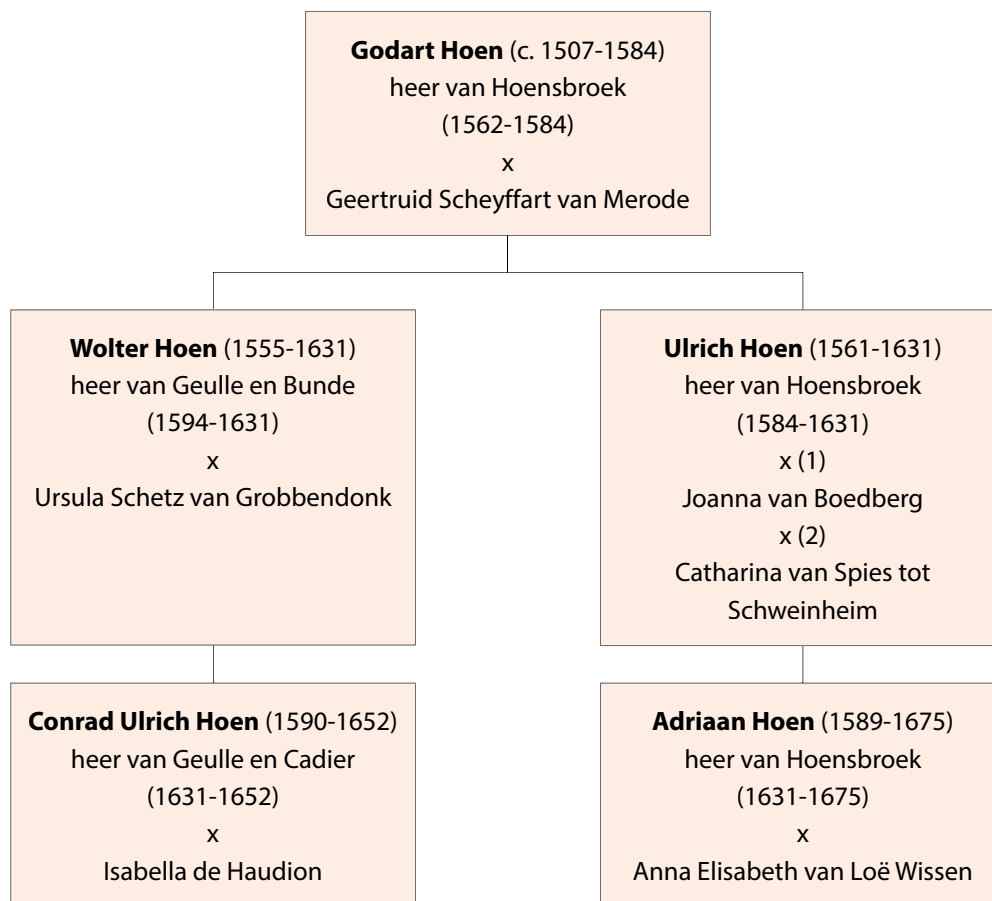 Godart Hoen (c. 1507-1584)
heer van Hoensbroek
(1562-1584)
x
Geertruid Scheyffart van Merode
Wolter Hoen (1555-1631)
heer van Geulle en Bunde
(1594-1631)
x
Ursula Schetz van Grobbendonk
Ulrich Hoen (1561-1631)
heer van Hoensbroek
(1584-1631)
x (1)
Joanna van Boedberg
x (2)
Catharina van Spies tot
Schweinheim
Conrad Ulrich Hoen (1590-1652)
heer van Geulle en Cadier
(1631-1652)
x
Isabella de Haudion
Adriaan Hoen (1589-1675)
heer van Hoensbroek
(1631-1675)
x
Anna Elisabeth van Loë Wissen